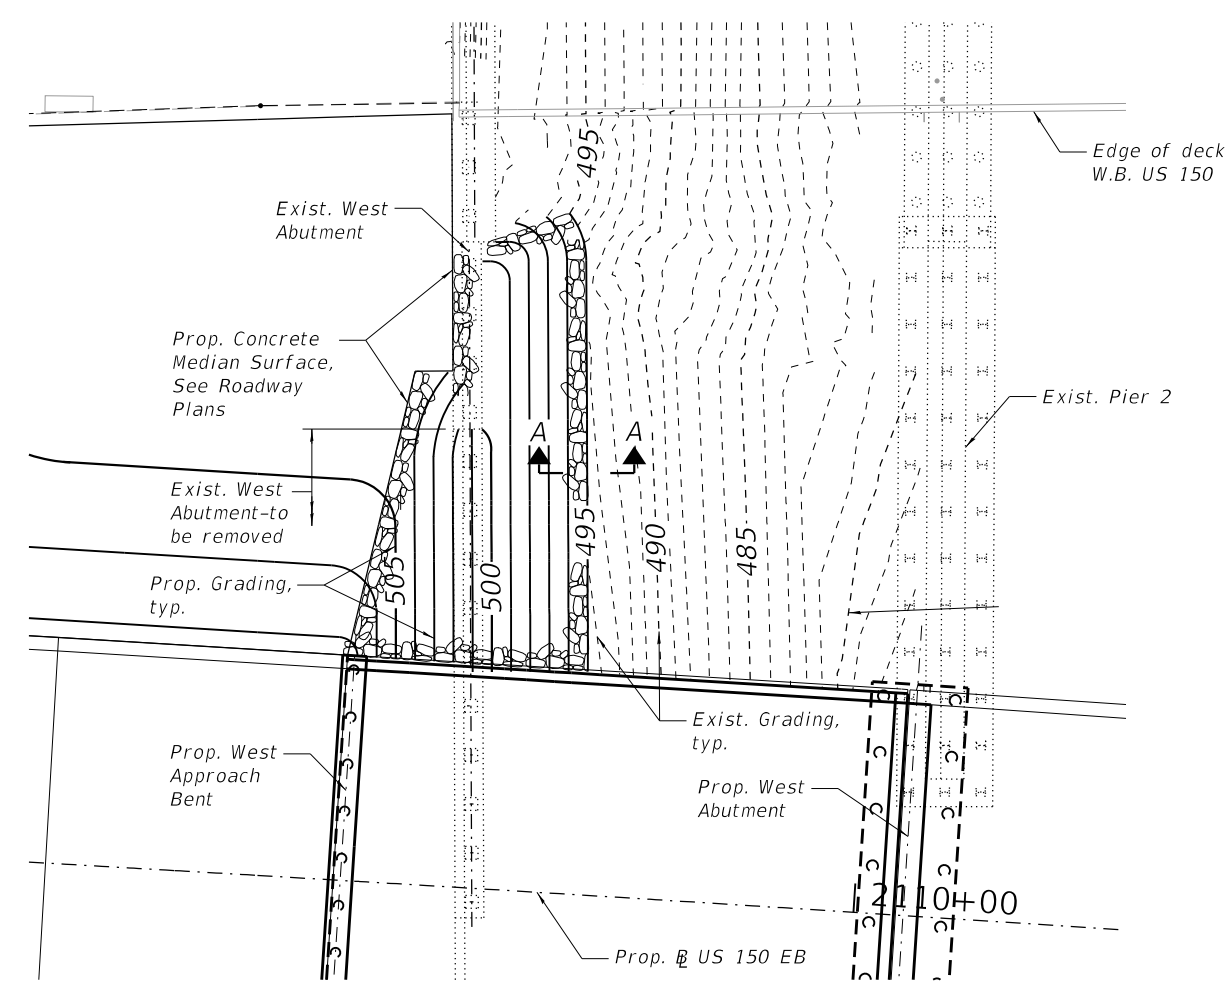 495
Edge of deck
W.B. US 150
Exist. West
Abutment
Prop. Concrete
Median Surface,
See Roadway
Plans
Exist. Pier 2
A
A
Exist. West
Abutment-to
be removed
Prop. Grading,
typ.
505
500
495
490
485
Exist. Grading,
typ.
Prop. West
Approach
Bent
Prop. West
Abutment
2110+00
Prop. ℄ US 150 EB